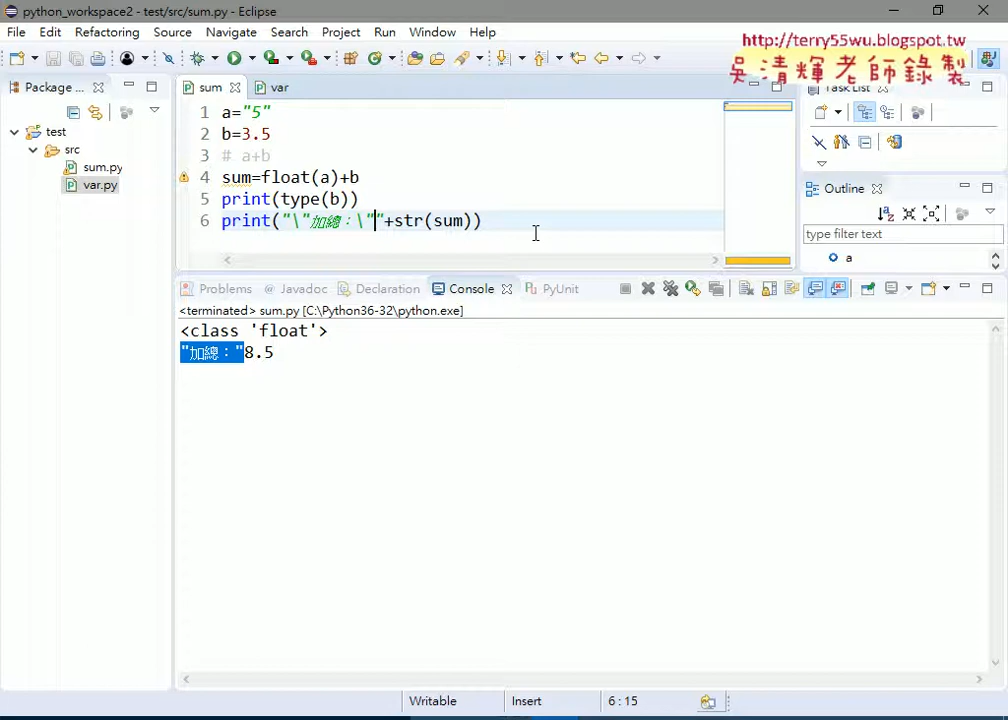 python_workspace2 - test/src/sum.py - Eclipse
File Edit Refactoring Source Navigate Search Project Run Window Help
http://terry55wu.blogspot.tw
吳清輝老師錄製
Package ...
sum
var
Task List
test
src
sum.py
var.py
1 a="5"
2 b=3.5
3 # a+b
4 sum=float(a)+b
5 print(type(b))
6 print("\"加總：\""+str(sum))
Outline
type filter text
a
Problems Javadoc Declaration Console PyUnit
<terminated> sum.py [C:\Python36-32\python.exe]
<class 'float'>
"加總："8.5
Writable Insert 6 : 15